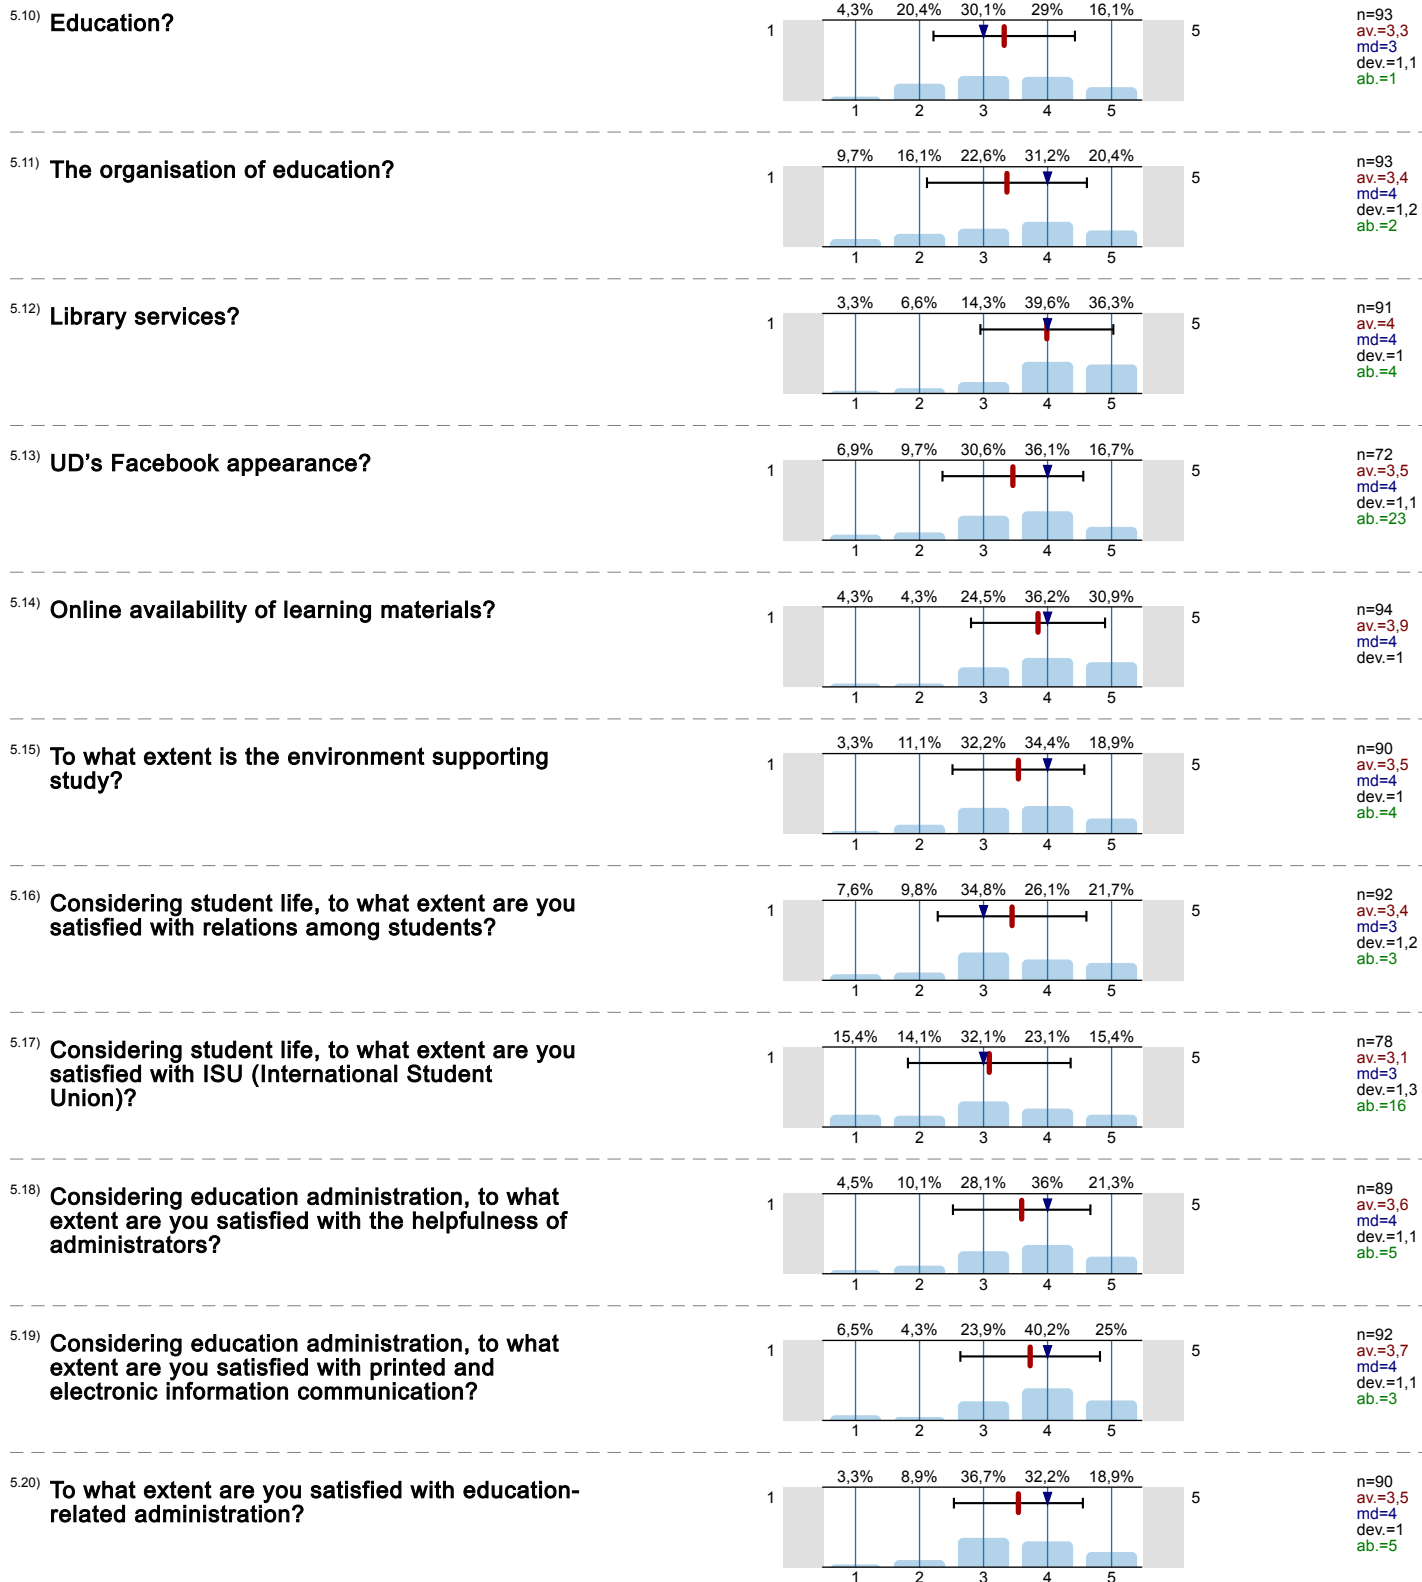 5.10) Education?
4,3% 20,4% 30,1% 29% 16,1%
1 5
1 2 3 4 5
n=93
av.=3,3
md=3
dev.=1,1
ab.=1
5.11) The organisation of education?
9,7% 16,1% 22,6% 31,2% 20,4%
1 5
1 2 3 4 5
n=93
av.=3,4
md=4
dev.=1,2
ab.=2
5.12) Library services?
3,3% 6,6% 14,3% 39,6% 36,3%
1 5
1 2 3 4 5
n=91
av.=4
md=4
dev.=1
ab.=4
5.13) UD’s Facebook appearance?
6,9% 9,7% 30,6% 36,1% 16,7%
1 5
1 2 3 4 5
n=72
av.=3,5
md=4
dev.=1,1
ab.=23
5.14) Online availability of learning materials?
4,3% 4,3% 24,5% 36,2% 30,9%
1 5
1 2 3 4 5
n=94
av.=3,9
md=4
dev.=1
5.15) To what extent is the environment supporting
study?
3,3% 11,1% 32,2% 34,4% 18,9%
1 5
1 2 3 4 5
n=90
av.=3,5
md=4
dev.=1
ab.=4
5.16) Considering student life, to what extent are you
satisfied with relations among students?
7,6% 9,8% 34,8% 26,1% 21,7%
1 5
1 2 3 4 5
n=92
av.=3,4
md=3
dev.=1,2
ab.=3
5.17) Considering student life, to what extent are you
satisfied with ISU (International Student
Union)?
15,4% 14,1% 32,1% 23,1% 15,4%
1 5
1 2 3 4 5
n=78
av.=3,1
md=3
dev.=1,3
ab.=16
5.18) Considering education administration, to what
extent are you satisfied with the helpfulness of
administrators?
4,5% 10,1% 28,1% 36% 21,3%
1 5
1 2 3 4 5
n=89
av.=3,6
md=4
dev.=1,1
ab.=5
5.19) Considering education administration, to what
extent are you satisfied with printed and
electronic information communication?
6,5% 4,3% 23,9% 40,2% 25%
1 5
1 2 3 4 5
n=92
av.=3,7
md=4
dev.=1,1
ab.=3
5.20) To what extent are you satisfied with education-
related administration?
3,3% 8,9% 36,7% 32,2% 18,9%
1 5
1 2 3 4 5
n=90
av.=3,5
md=4
dev.=1
ab.=5